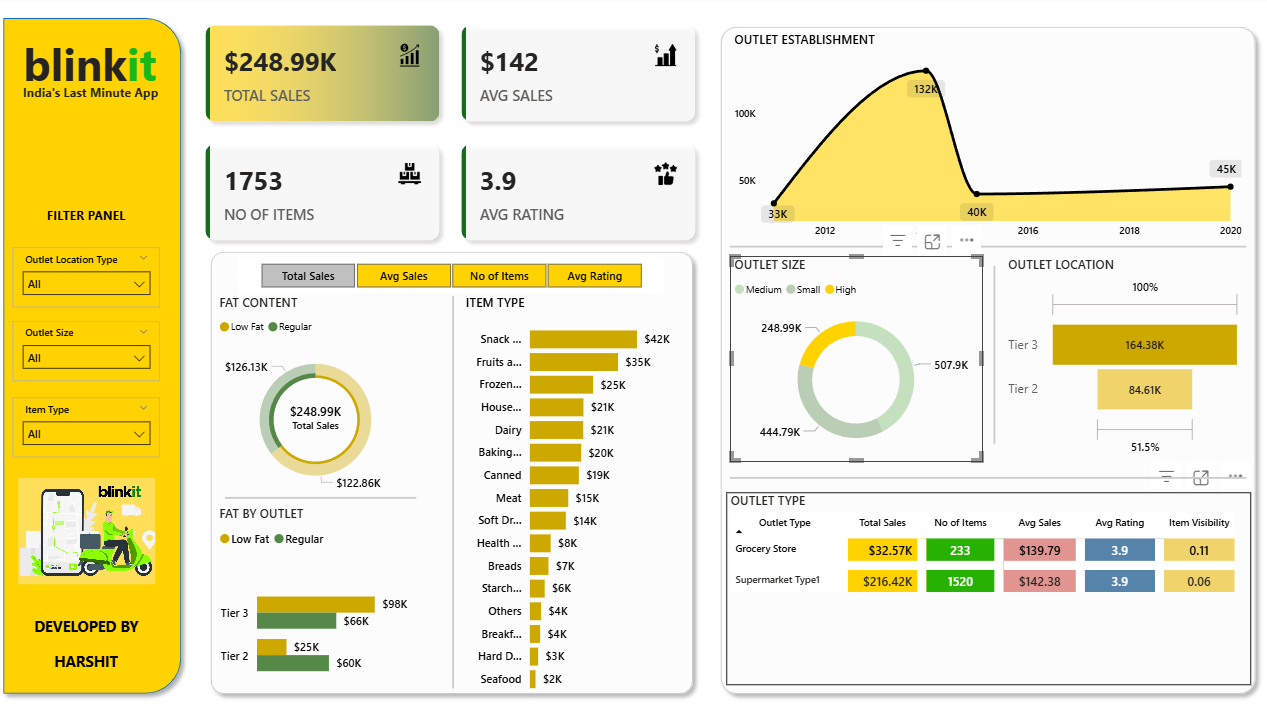 blinkit
India's Last Minute App
FILTER PANEL
Outlet Location Type
All
Outlet Size
All
Item Type
All
blinkit
DEVELOPED BY
HARSHIT
$248.99K
TOTAL SALES
$142
AVG SALES
1753
NO OF ITEMS
3.9
AVG RATING
Total Sales Avg Sales No of Items Avg Rating
FAT CONTENT
Low Fat Regular
$126.13K
$248.99K
Total Sales
$122.86K
FAT BY OUTLET
Low Fat Regular
Tier 3 $98K
$66K
Tier 2 $25K
$60K
ITEM TYPE
Snack ... $42K
Fruits a... $35K
Frozen... $25K
House... $21K
Dairy $21K
Baking... $20K
Canned $19K
Meat $15K
Soft Dr... $14K
Health ... $8K
Breads $7K
Starch... $6K
Others $4K
Breakf... $4K
Hard D... $3K
Seafood $2K
OUTLET ESTABLISHMENT
100K
50K
33K
132K
40K
45K
2012 2016 2018 2020
OUTLET SIZE
Medium Small High
248.99K
507.9K
444.79K
OUTLET LOCATION
100%
Tier 3 164.38K
Tier 2 84.61K
51.5%
OUTLET TYPE
Outlet Type Total Sales No of Items Avg Sales Avg Rating Item Visibility
Grocery Store $32.57K 233 $139.79 3.9 0.11
Supermarket Type1 $216.42K 1520 $142.38 3.9 0.06